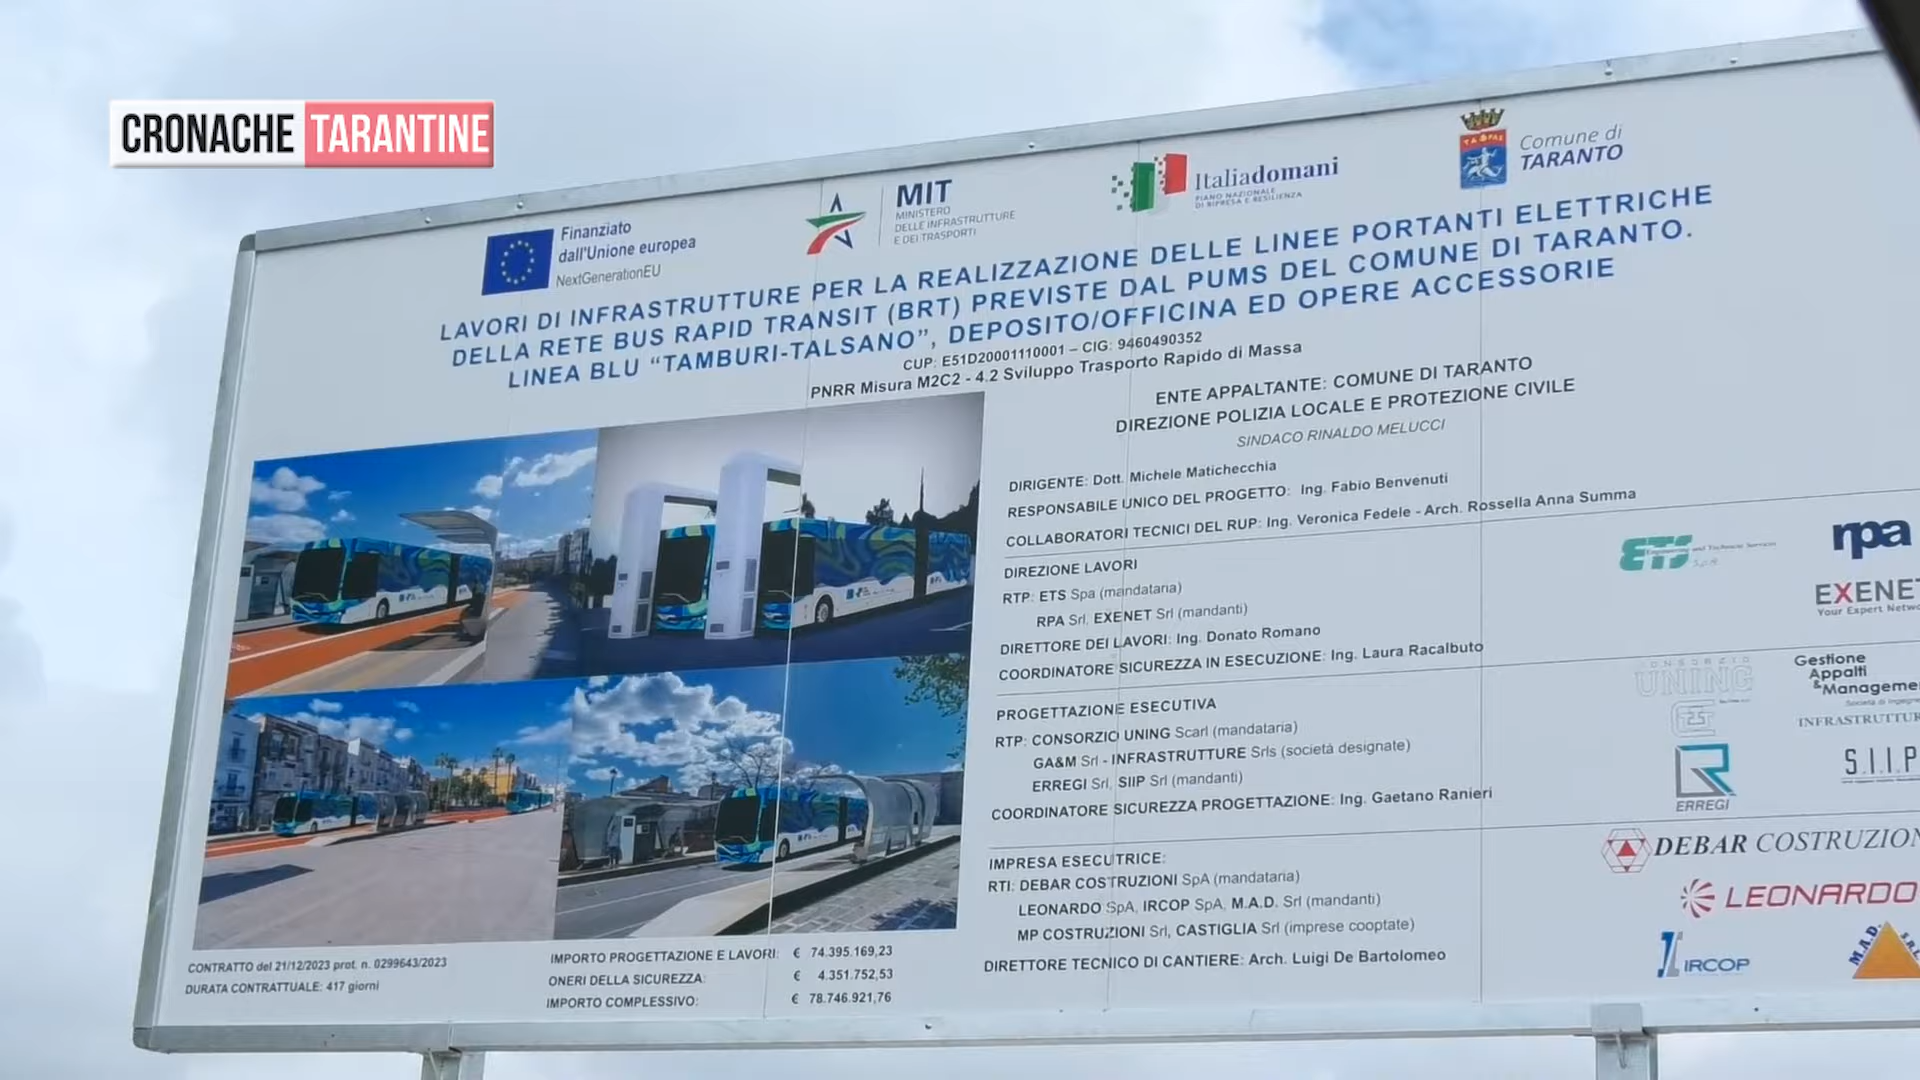 CRONACHE TARANTINE
Finanziato
dall'Unione europea
NextGenerationEU
MIT
MINISTERO
DELLE INFRASTRUTTURE
E DEI TRASPORTI
Italiadomani
PIANO NAZIONALE
DI RIPRESA E RESILIENZA
Comune di
TARANTO
LAVORI DI INFRASTRUTTURE PER LA REALIZZAZIONE DELLE LINEE PORTANTI ELETTRICHE
DELLA RETE BUS RAPID TRANSIT (BRT) PREVISTE DAL PUMS DEL COMUNE DI TARANTO.
LINEA BLU “TAMBURI-TALSANO”, DEPOSITO/OFFICINA ED OPERE ACCESSORIE
CUP: E51D20001110001 – CIG: 9460490352
PNRR Misura M2C2 - 4.2 Sviluppo Trasporto Rapido di Massa
ENTE APPALTANTE: COMUNE DI TARANTO
DIREZIONE POLIZIA LOCALE E PROTEZIONE CIVILE
SINDACO RINALDO MELUCCI
DIRIGENTE: Dott. Michele Matichecchia
RESPONSABILE UNICO DEL PROGETTO: Ing. Fabio Benvenuti
COLLABORATORI TECNICI DEL RUP: Ing. Veronica Fedele - Arch. Rossella Anna Summa
DIREZIONE LAVORI
RTP: ETS Spa (mandataria)
RPA Srl, EXENET Srl (mandanti)
DIRETTORE DEI LAVORI: Ing. Donato Romano
COORDINATORE SICUREZZA IN ESECUZIONE: Ing. Laura Racalbuto
ETS Engineering and Technical Services
S.p.A.
rpa
EXENET
Your Expert Netwo
PROGETTAZIONE ESECUTIVA
RTP: CONSORZIO UNING Scarl (mandataria)
GA&M Srl - INFRASTRUTTURE Srls (società designate)
ERREGI Srl, SIIP Srl (mandanti)
COORDINATORE SICUREZZA PROGETTAZIONE: Ing. Gaetano Ranieri
CONSORZIO
UNING
Gestione
Appalti
&Manageme
INFRASTRUTTUR
ERREGI
S.I.I.P
IMPRESA ESECUTRICE:
RTI: DEBAR COSTRUZIONI SpA (mandataria)
LEONARDO SpA, IRCOP SpA, M.A.D. Srl (mandanti)
MP COSTRUZIONI Srl, CASTIGLIA Srl (imprese cooptate)
DIRETTORE TECNICO DI CANTIERE: Arch. Luigi De Bartolomeo
DEBAR COSTRUZION
LEONARDO
IRCOP
M.A.D. SRL
CONTRATTO del 21/12/2023 prot. n. 0299643/2023
DURATA CONTRATTUALE: 417 giorni
IMPORTO PROGETTAZIONE E LAVORI: € 74.395.169,23
ONERI DELLA SICUREZZA: € 4.351.752,53
IMPORTO COMPLESSIVO: € 78.746.921,76